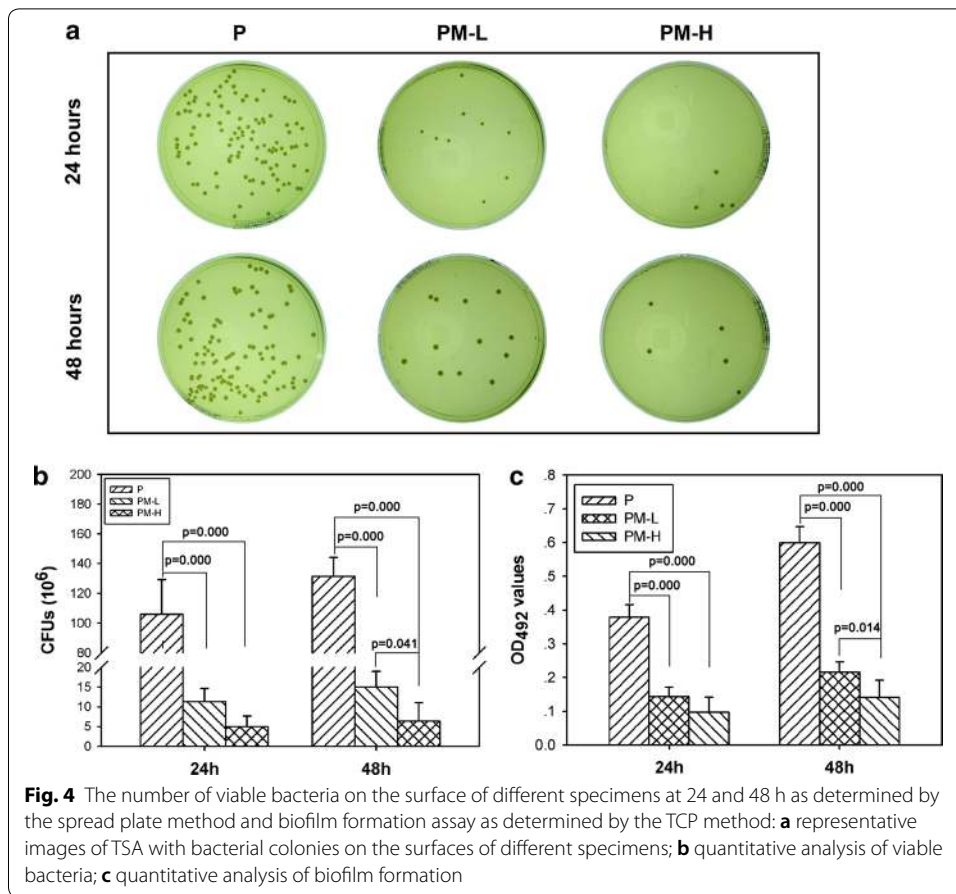 a
P PM-L PM-H
24 hours
48 hours
b
200
180
160
140
120
100
80
20
15
10
5
0
CFUs (10⁶)
P
PM-L
PM-H
p=0.000
p=0.000
p=0.000
p=0.000
p=0.041
24h 48h
c
.8
.7
.6
.5
.4
.3
.2
.1
0.0
OD492 values
P
PM-L
PM-H
p=0.000
p=0.000
p=0.000
p=0.000
p=0.014
24h 48h
Fig. 4 The number of viable bacteria on the surface of different specimens at 24 and 48 h as determined by
the spread plate method and biofilm formation assay as determined by the TCP method: a representative
images of TSA with bacterial colonies on the surfaces of different specimens; b quantitative analysis of viable
bacteria; c quantitative analysis of biofilm formation